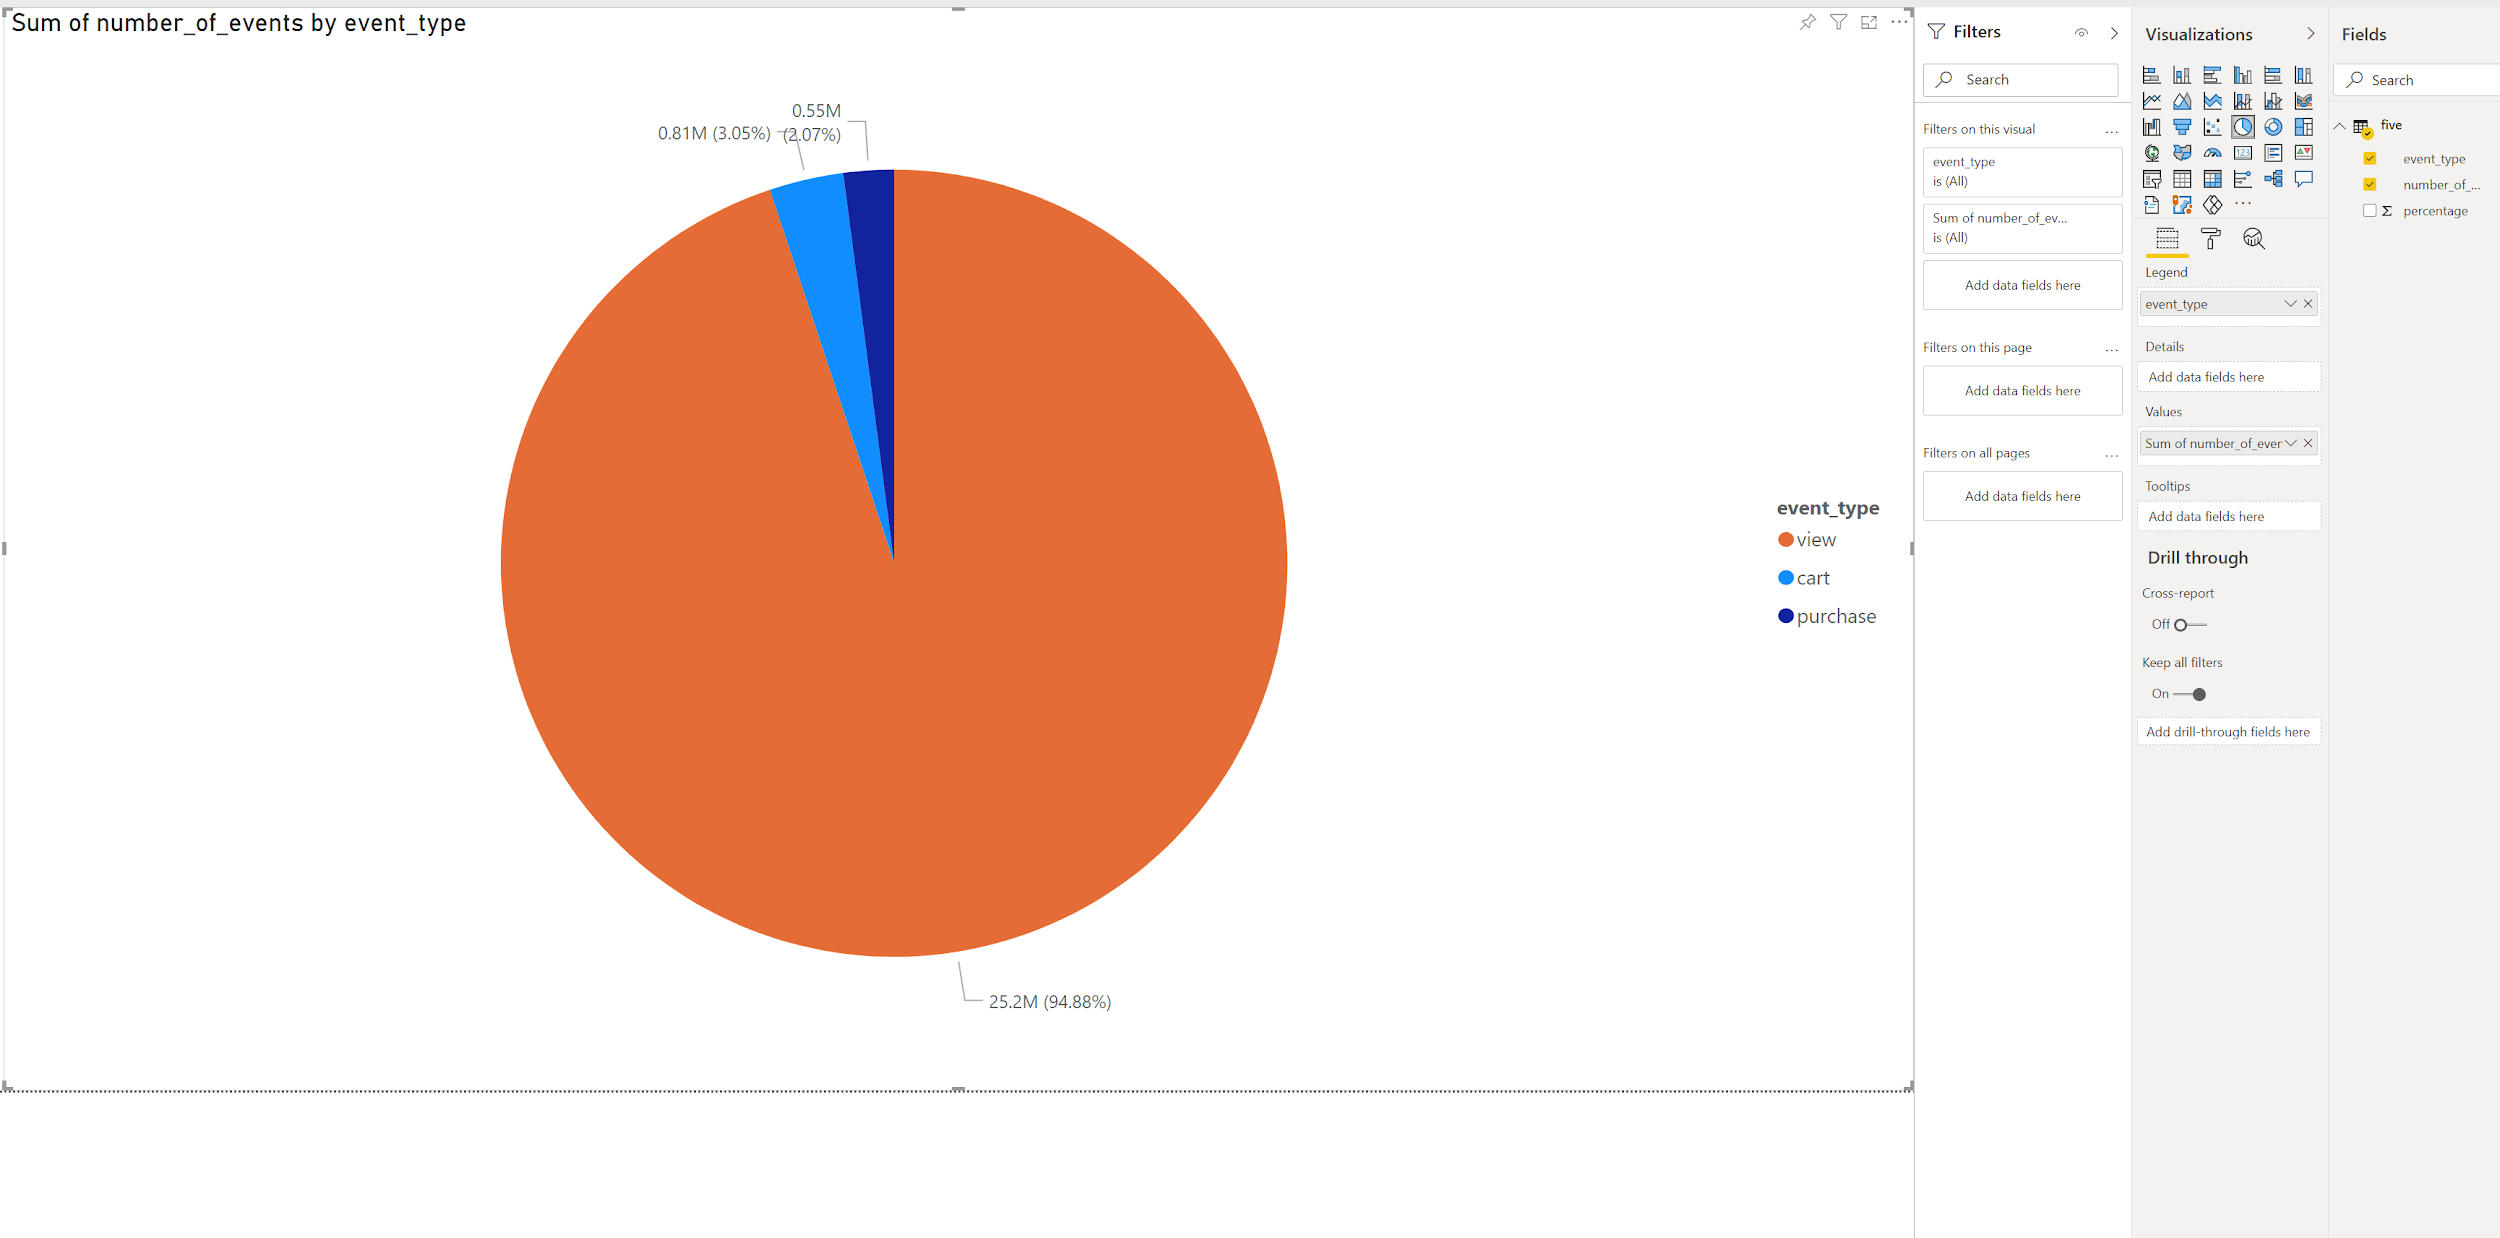 Sum of number_of_events by event_type
0.55M
(2.07%)
0.81M (3.05%)
25.2M (94.88%)
event_type
view
cart
purchase
Filters
Search
Filters on this visual
...
event_type
is (All)
Sum of number_of_ev...
is (All)
Add data fields here
Filters on this page
...
Add data fields here
Filters on all pages
...
Add data fields here
Visualizations
123
...
Legend
event_type
Details
Add data fields here
Values
Sum of number_of_ever
Tooltips
Add data fields here
Drill through
Cross-report
Off
Keep all filters
On
Add drill-through fields here
Fields
Search
five
event_type
number_of_...
Σ percentage